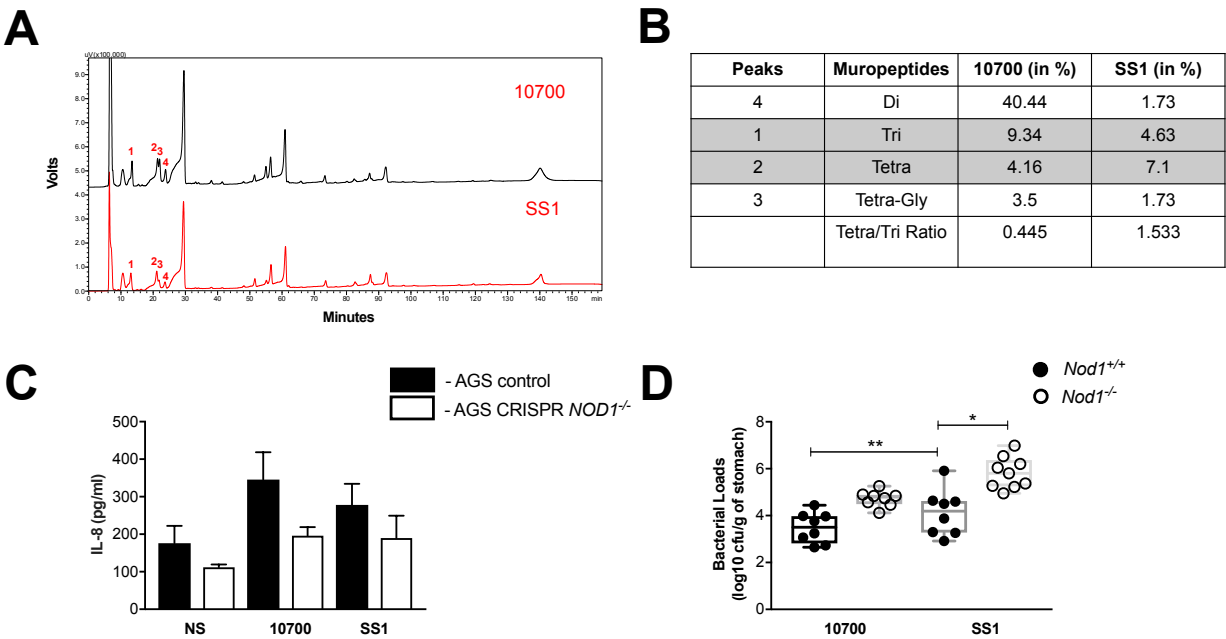 A
uV(x100,000)
9.0
8.0
7.0
6.0
5.0
4.0
3.0
2.0
1.0
0.0
Volts
10700
1 2 3 4
SS1
1 2 3 4
0 10 20 30 40 50 60 70 80 90 100 110 120 130 140 150 min
Minutes
B
Peaks Muropeptides 10700 (in %) SS1 (in %)
4 Di 40.44 1.73
1 Tri 9.34 4.63
2 Tetra 4.16 7.1
3 Tetra-Gly 3.5 1.73
Tetra/Tri Ratio 0.445 1.533
C
- AGS control
- AGS CRISPR NOD1-/-
500
400
300
200
100
0
IL-8 (pg/ml)
NS 10700 SS1
D
Nod1+/+
Nod1-/-
8
6
4
2
0
Bacterial Loads
(log10 cfu/g of stomach)
** *
10700 SS1